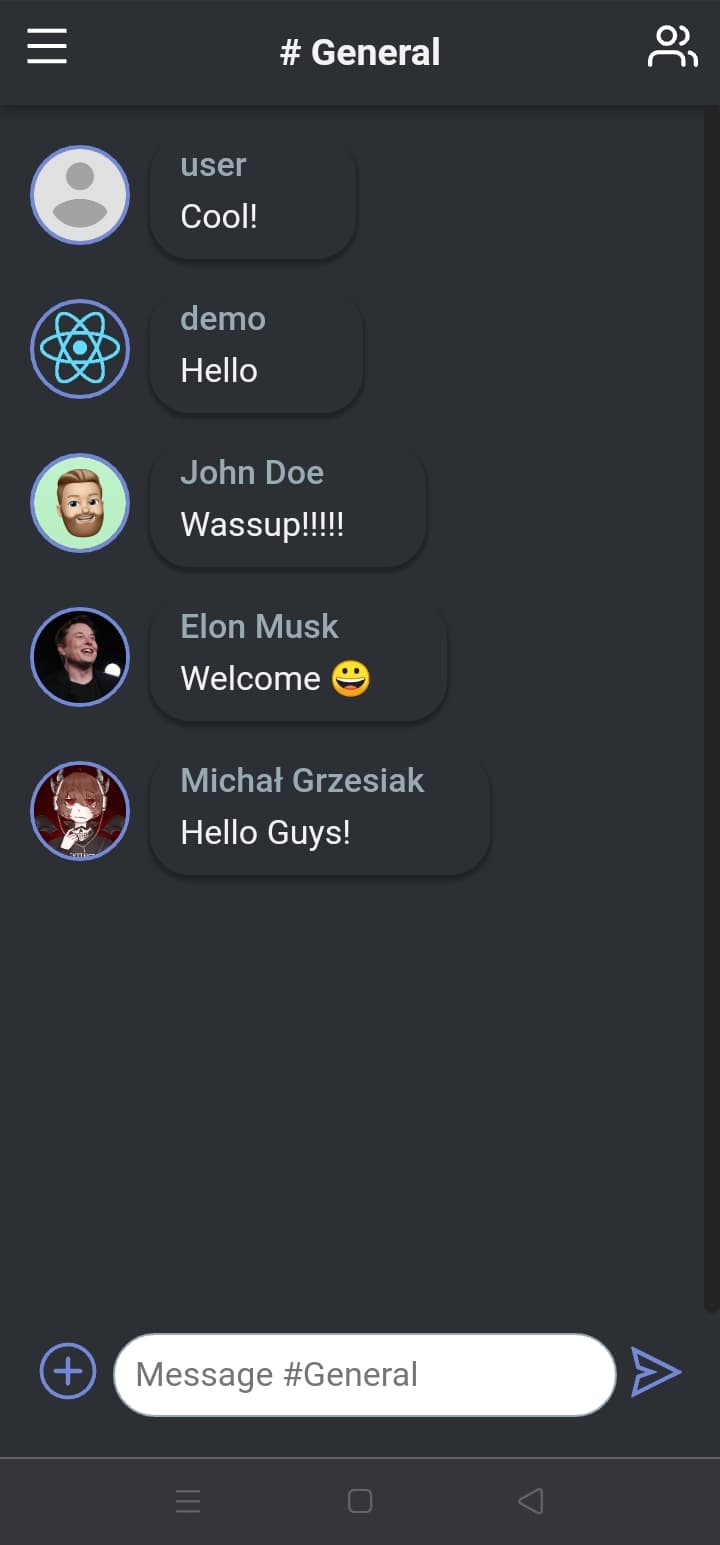 # General
user
Cool!
demo
Hello
John Doe
Wassup!!!!!
Elon Musk
Welcome 😀
Michał Grzesiak
Hello Guys!
Message #General